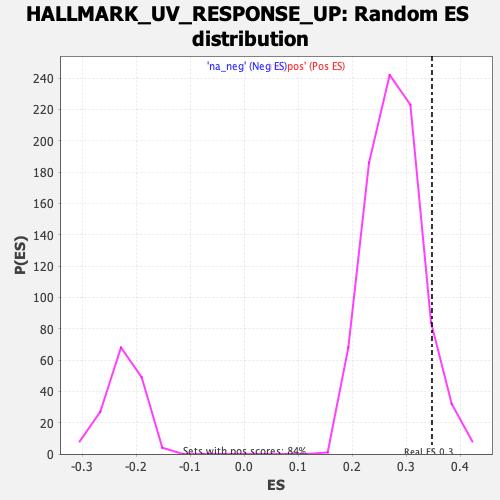 HALLMARK_UV_RESPONSE_UP: Random ES
distribution
'na_neg' (Neg ES)pos' (Pos ES)
240
220
200
180
160
140
120
100
80
60
40
20
0
P(ES)
Sets with pos scores: 84%
Real ES 0.3
-0.3 -0.2 -0.1 0.0 0.1 0.2 0.3 0.4
ES